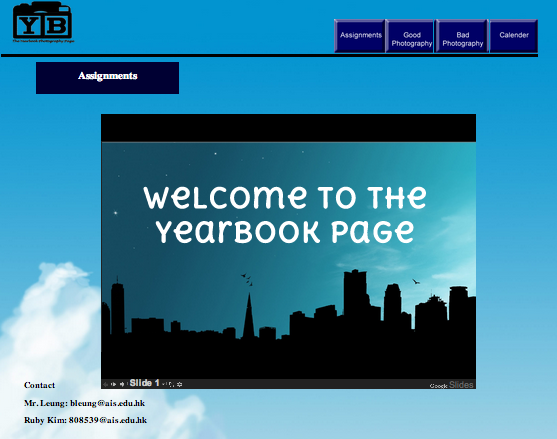 YB
The Yearbook Photography Page
Assignments
Good
Photography
Bad
Photography
Calender
Assignments
Welcome to the
Yearbook Page
Slide 1
Google Slides
Contact
Mr. Leung: bleung@ais.edu.hk
Ruby Kim: 808539@ais.edu.hk